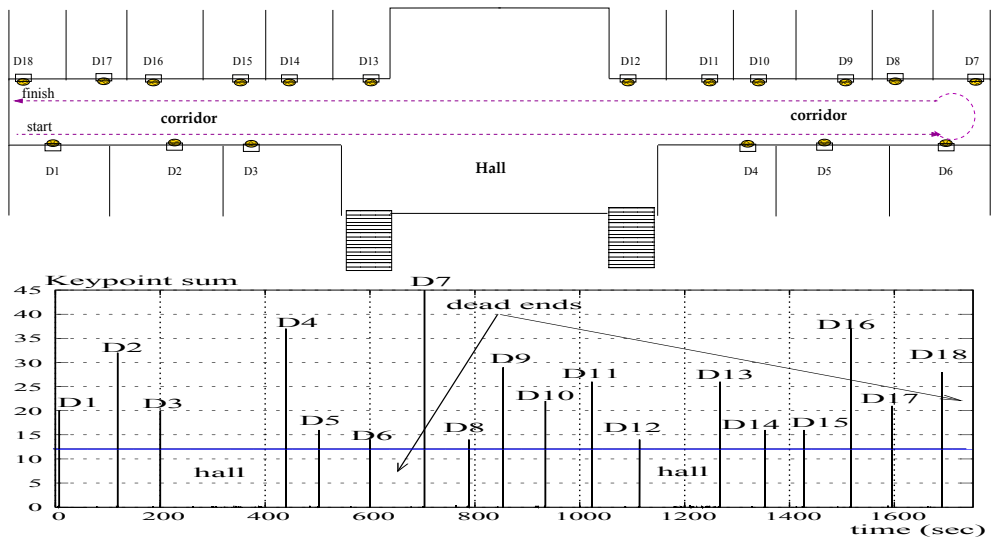 D18 D17 D16 D15 D14 D13 D12 D11 D10 D9 D8 D7
finish
corridor corridor
start
D1 D2 D3 Hall D4 D5 D6
Keypoint sum D7
45
dead ends
40
D4 D16
35
D2 D9 D18
30
D11 D13
25
D1 D3 D10 D17
20
D5 D6 D8 D12 D14 D15
15
10 hall hall
5
0
0 200 400 600 800 1000 1200 1400 1600
time (sec)